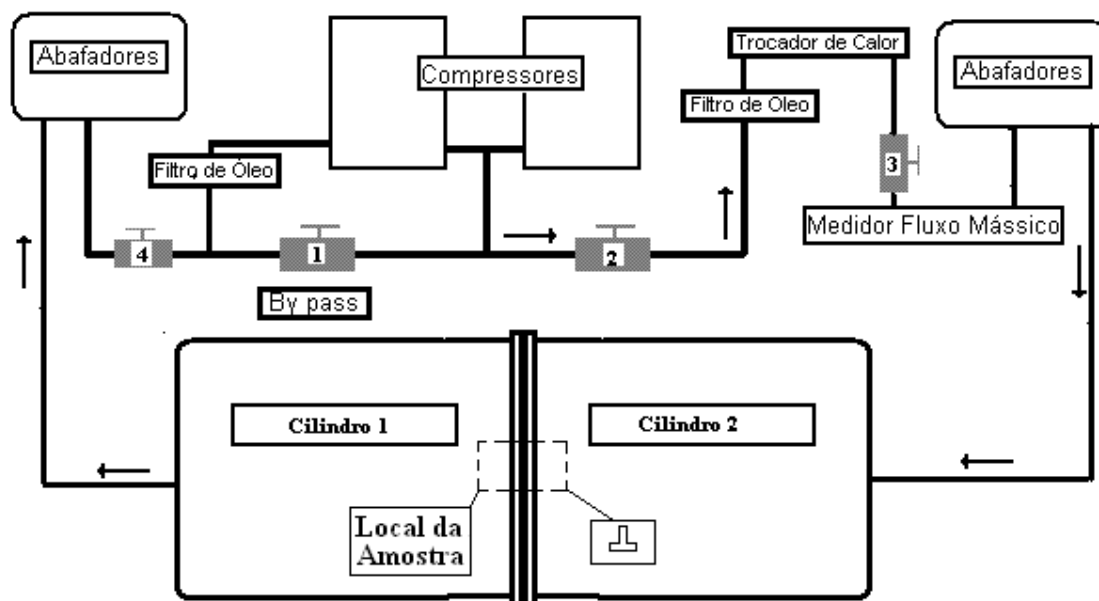 Abafadores
Compressores
Trocador de Calor
Abafadores
Filtro de Oleo
Filtro de Óleo
3
Medidor Fluxo Mássico
4
1
2
By pass
Cilindro 1
Cilindro 2
Local da
Amostra